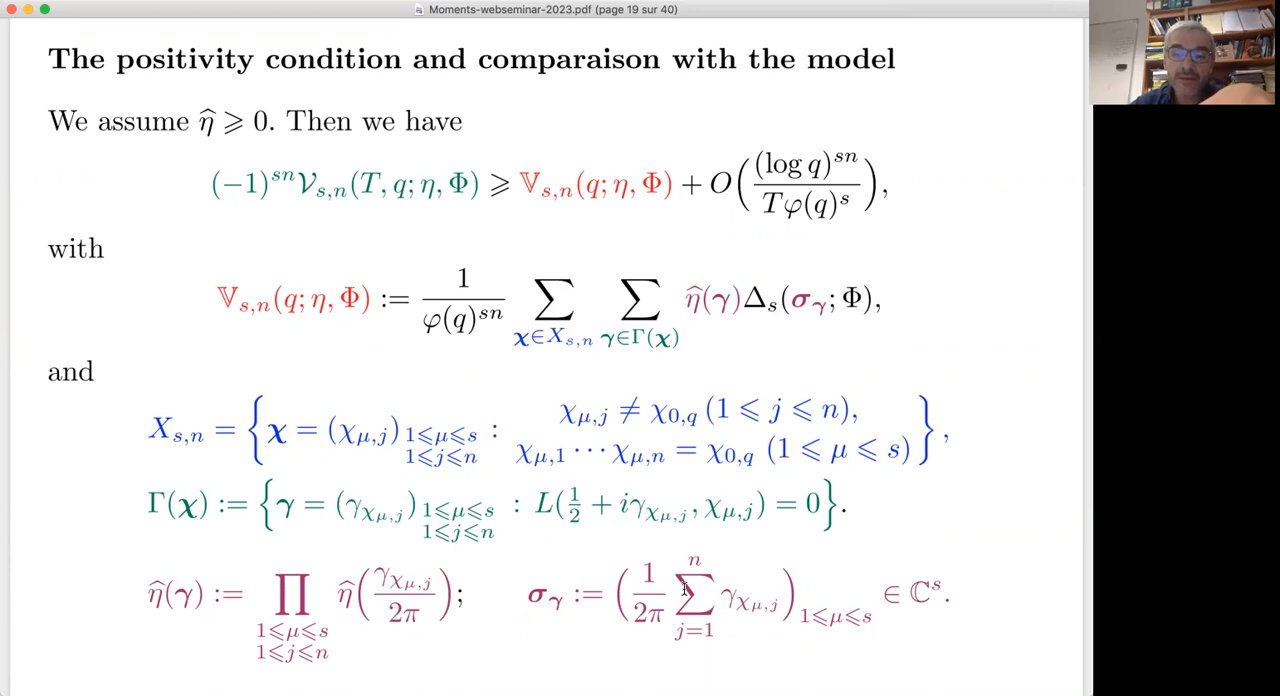 Moments-webseminar-2023.pdf (page 19 sur 40)
The positivity condition and comparaison with the model
We assume η̂ ⩾ 0. Then we have
(−1)^{sn} 𝒱_{s,n}(T, q; η, Φ) ⩾ 𝕍_{s,n}(q; η, Φ) + O( (log q)^{sn} / Tφ(q)^s ),
with
𝕍_{s,n}(q; η, Φ) := 1/φ(q)^{sn} ∑_{χ∈X_{s,n}} ∑_{γ∈Γ(χ)} η̂(γ)Δ_s(σ_γ; Φ),
and
X_{s,n} = { χ = (χ_{μ,j})_{1⩽μ⩽s, 1⩽j⩽n} : χ_{μ,j} ≠ χ_{0,q} (1 ⩽ j ⩽ n), χ_{μ,1} ⋯ χ_{μ,n} = χ_{0,q} (1 ⩽ μ ⩽ s) },
Γ(χ) := { γ = (γ_{χ_{μ,j}})_{1⩽μ⩽s, 1⩽j⩽n} : L(½ + iγ_{χ_{μ,j}}, χ_{μ,j}) = 0 }.
η̂(γ) := ∏_{1⩽μ⩽s, 1⩽j⩽n} η̂( γ_{χ_{μ,j}} / 2π ); σ_γ := ( 1/2π ∑_{j=1}^{n} γ_{χ_{μ,j}} )_{1⩽μ⩽s} ∈ ℂ^s.